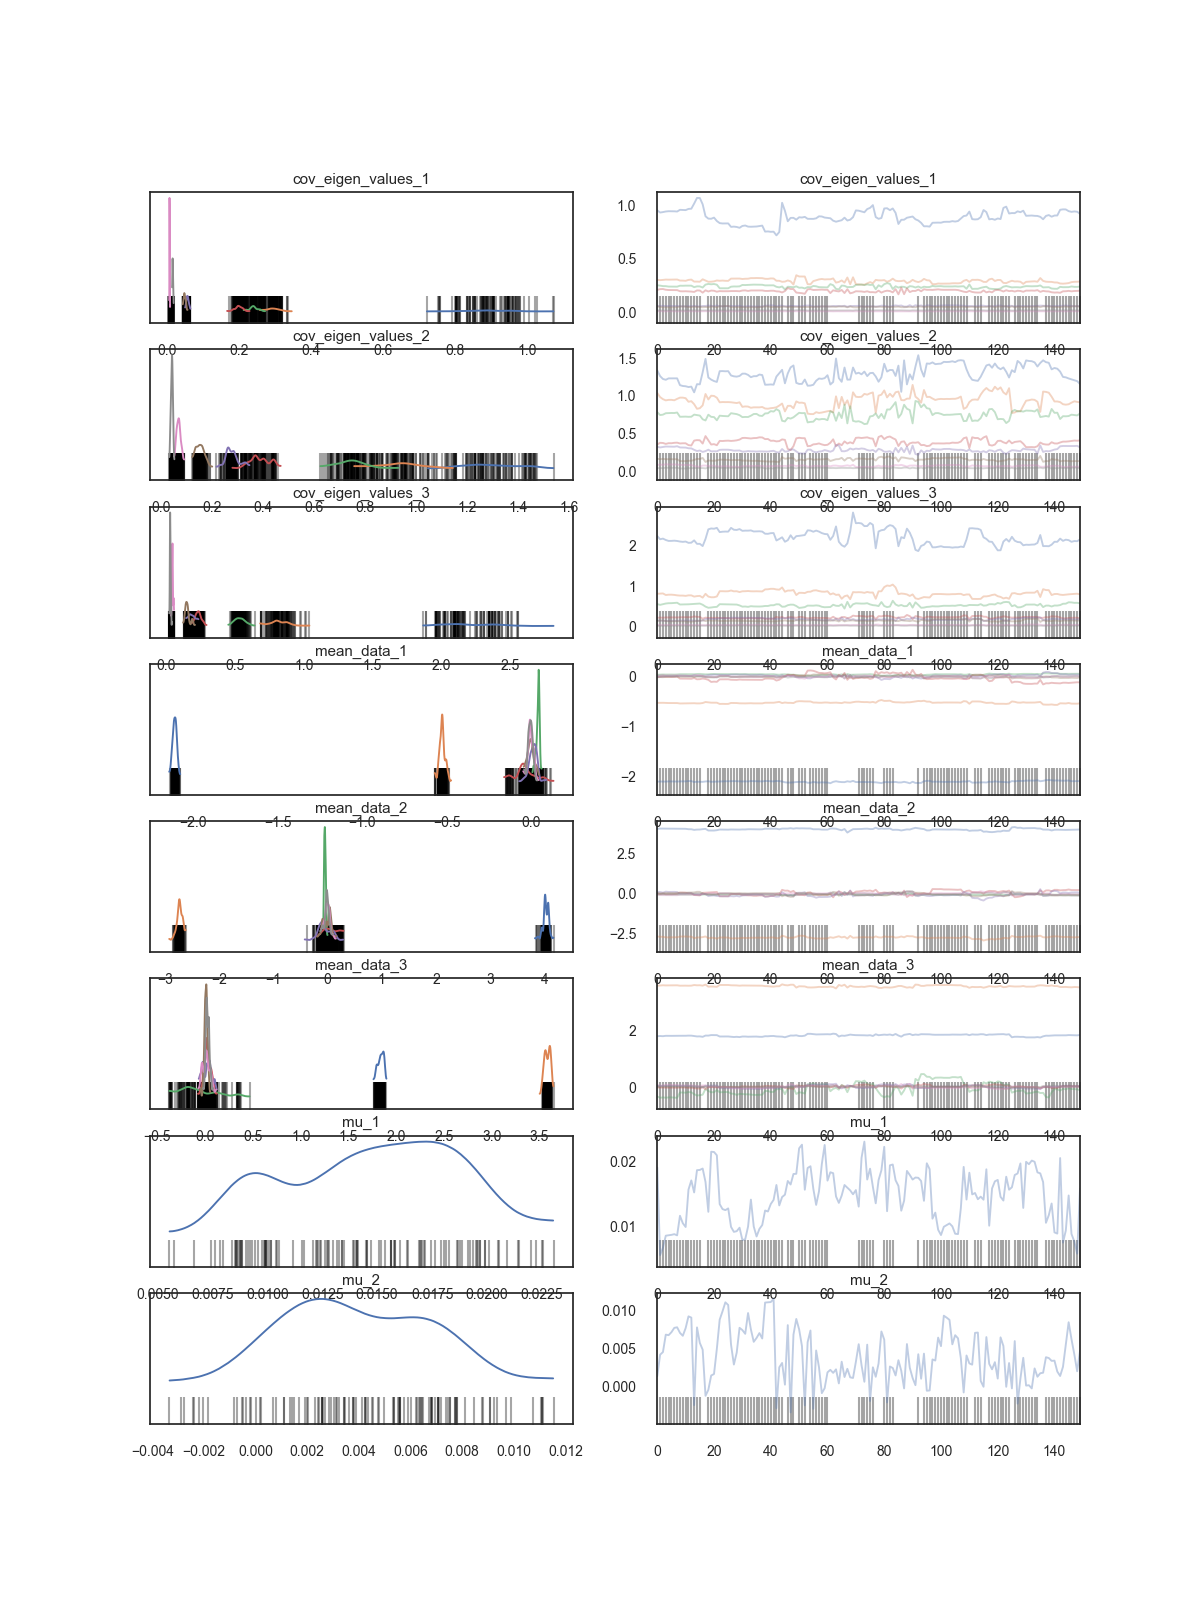 cov_eigen_values_1 cov_eigen_values_1
1.0
0.5
0.0
0.0 0.2 0.4 0.6 0.8 1.0 0 20 40 60 80 100 120 140
cov_eigen_values_2 cov_eigen_values_2
1.5
1.0
0.5
0.0
0.0 0.2 0.4 0.6 0.8 1.0 1.2 1.4 1.6 0 20 40 60 80 100 120 140
cov_eigen_values_3 cov_eigen_values_3
2
1
0
0.0 0.5 1.0 1.5 2.0 2.5 0 20 40 60 80 100 120 140
mean_data_1 mean_data_1
0
−1
−2
−2.0 −1.5 −1.0 −0.5 0.0 0 20 40 60 80 100 120 140
mean_data_2 mean_data_2
2.5
0.0
−2.5
−3 −2 −1 0 1 2 3 4 0 20 40 60 80 100 120 140
mean_data_3 mean_data_3
2
0
−0.5 0.0 0.5 1.0 1.5 2.0 2.5 3.0 3.5 0 20 40 60 80 100 120 140
mu_1 mu_1
0.02
0.01
0.0050 0.0075 0.0100 0.0125 0.0150 0.0175 0.0200 0.0225 0 20 40 60 80 100 120 140
mu_2 mu_2
0.010
0.005
0.000
−0.004 −0.002 0.000 0.002 0.004 0.006 0.008 0.010 0.012 0 20 40 60 80 100 120 140